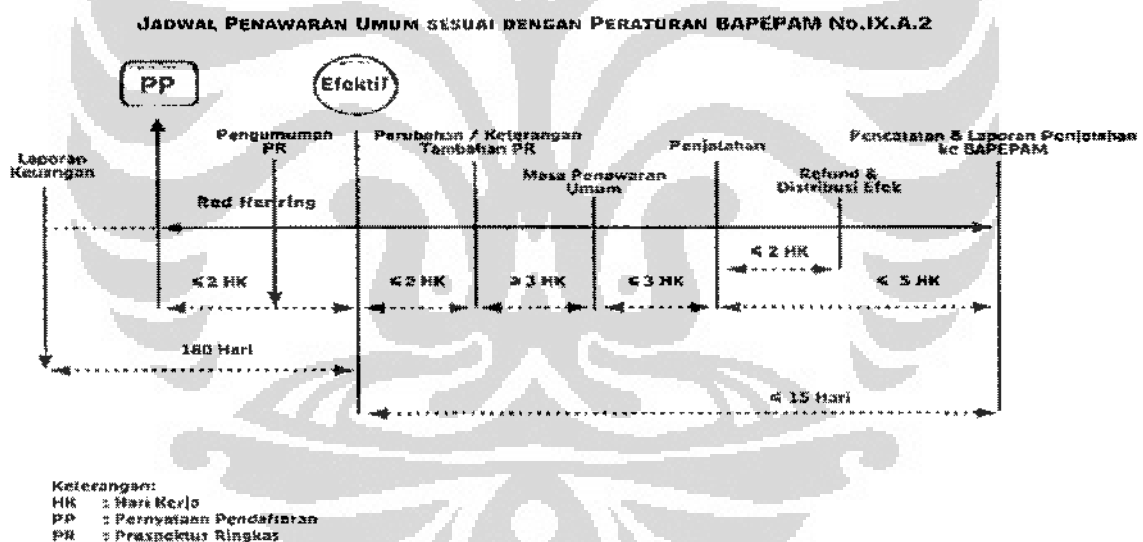 JADWAL PENAWARAN UMUM SESUAI DENGAN PERATURAN BAPEPAM NO.IX.A.2
PP
Efektif
Laporan
Keuangan
Pengumuman
PR
Perubahan / Keterangan
Tambahan PR
Masa Penawaran
Umum
Penjatahan
Refund &
Distribusi Efek
Pencatatan & Laporan Penjatahan
ke BAPEPAM
Red Herring
≤ 2 HK
≤2 HK
≤2 HK
≥ 3 HK
≤ 3 HK
≤ 5 HK
180 Hari
≤ 15 Hari
Keterangan:
HK : Hari Kerja
PP : Pernyataan Pendaftaran
PR : Prospektus Ringkas